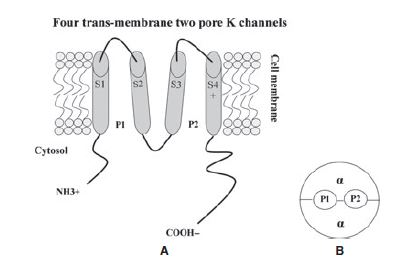 Four trans-membrane two pore K channels
S1
S2
S3
S4
+
Cell membrane
P1
P2
Cytosol
NH3+
COOH–
α
P1
P2
α
A
B